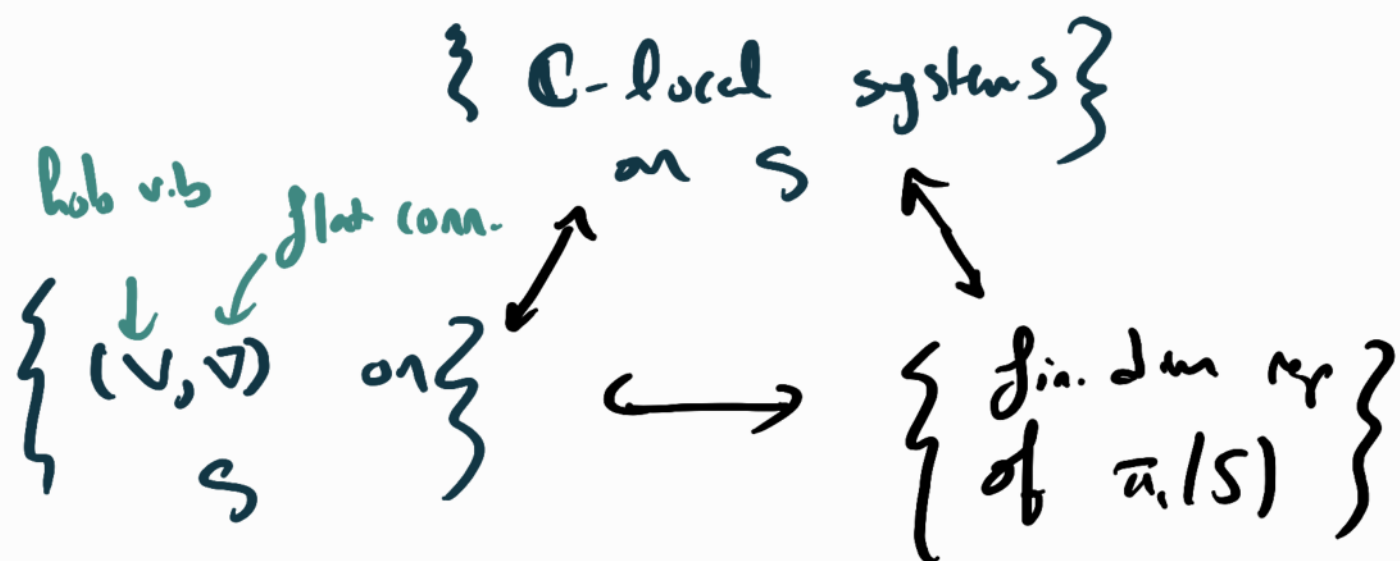 { ℂ-local systems }
on S
hol v.b
flat conn.
{ (V, ∇) on }
S
{ fin. dim rep }
of π₁(S)